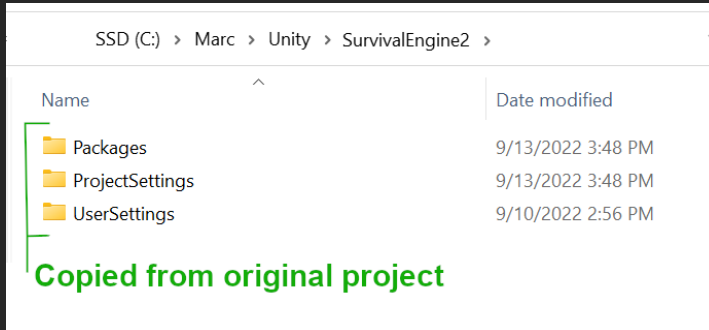 SSD (C:) > Marc > Unity > SurvivalEngine2 >
Name Date modified
Packages 9/13/2022 3:48 PM
ProjectSettings 9/13/2022 3:48 PM
UserSettings 9/10/2022 2:56 PM
Copied from original project